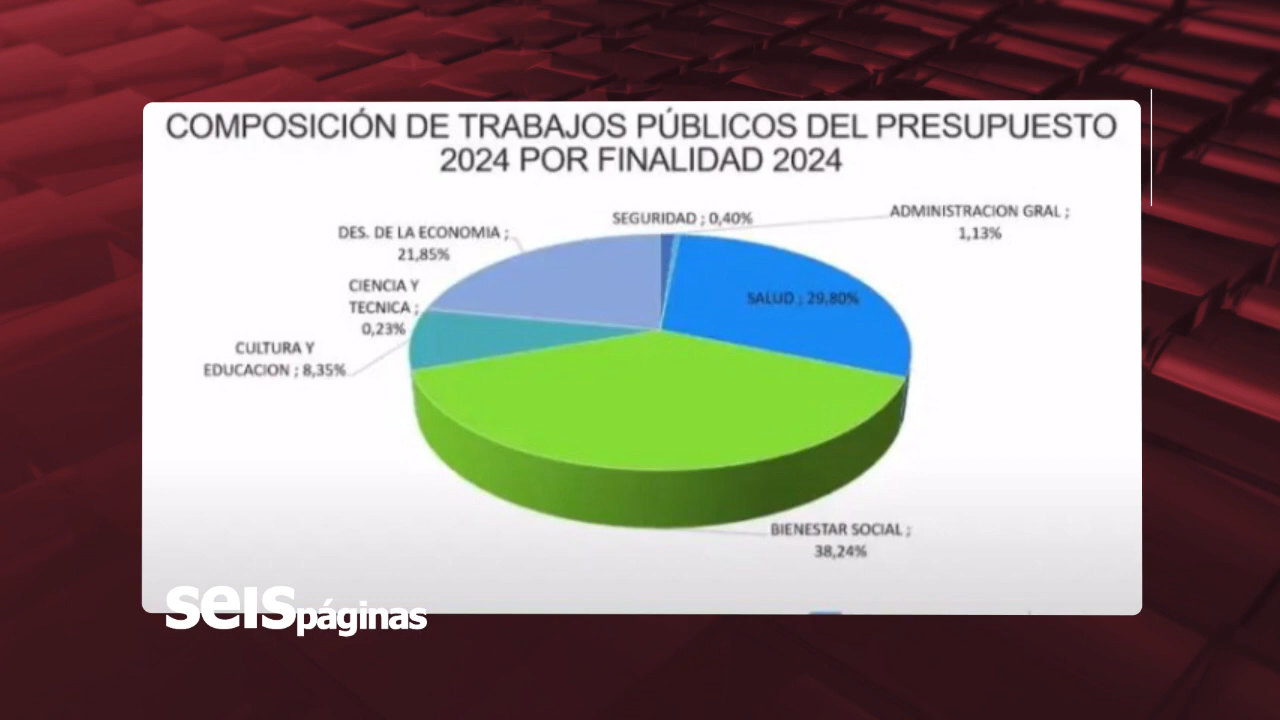 COMPOSICIÓN DE TRABAJOS PÚBLICOS DEL PRESUPUESTO
2024 POR FINALIDAD 2024
SEGURIDAD ; 0,40%
ADMINISTRACION GRAL ;
1,13%
DES. DE LA ECONOMIA ;
21,85%
CIENCIA Y
TECNICA ;
0,23%
SALUD ; 29,80%
CULTURA Y
EDUCACION ; 8,35%
BIENESTAR SOCIAL ;
38,24%
seis páginas